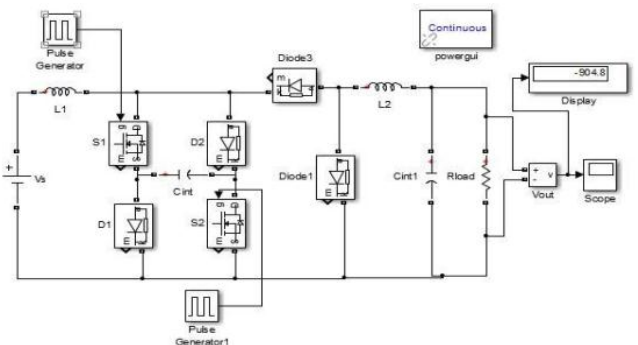 Continuous
powergui
Pulse
Generator
Diode3
m
-904.8
Display
L1
L2
S1
D2
g
D
m
S
Vs
+
Cint
Diode1
Cint1
Rload
+
-
v
Vout
Scope
D1
S2
Pulse
Generator1